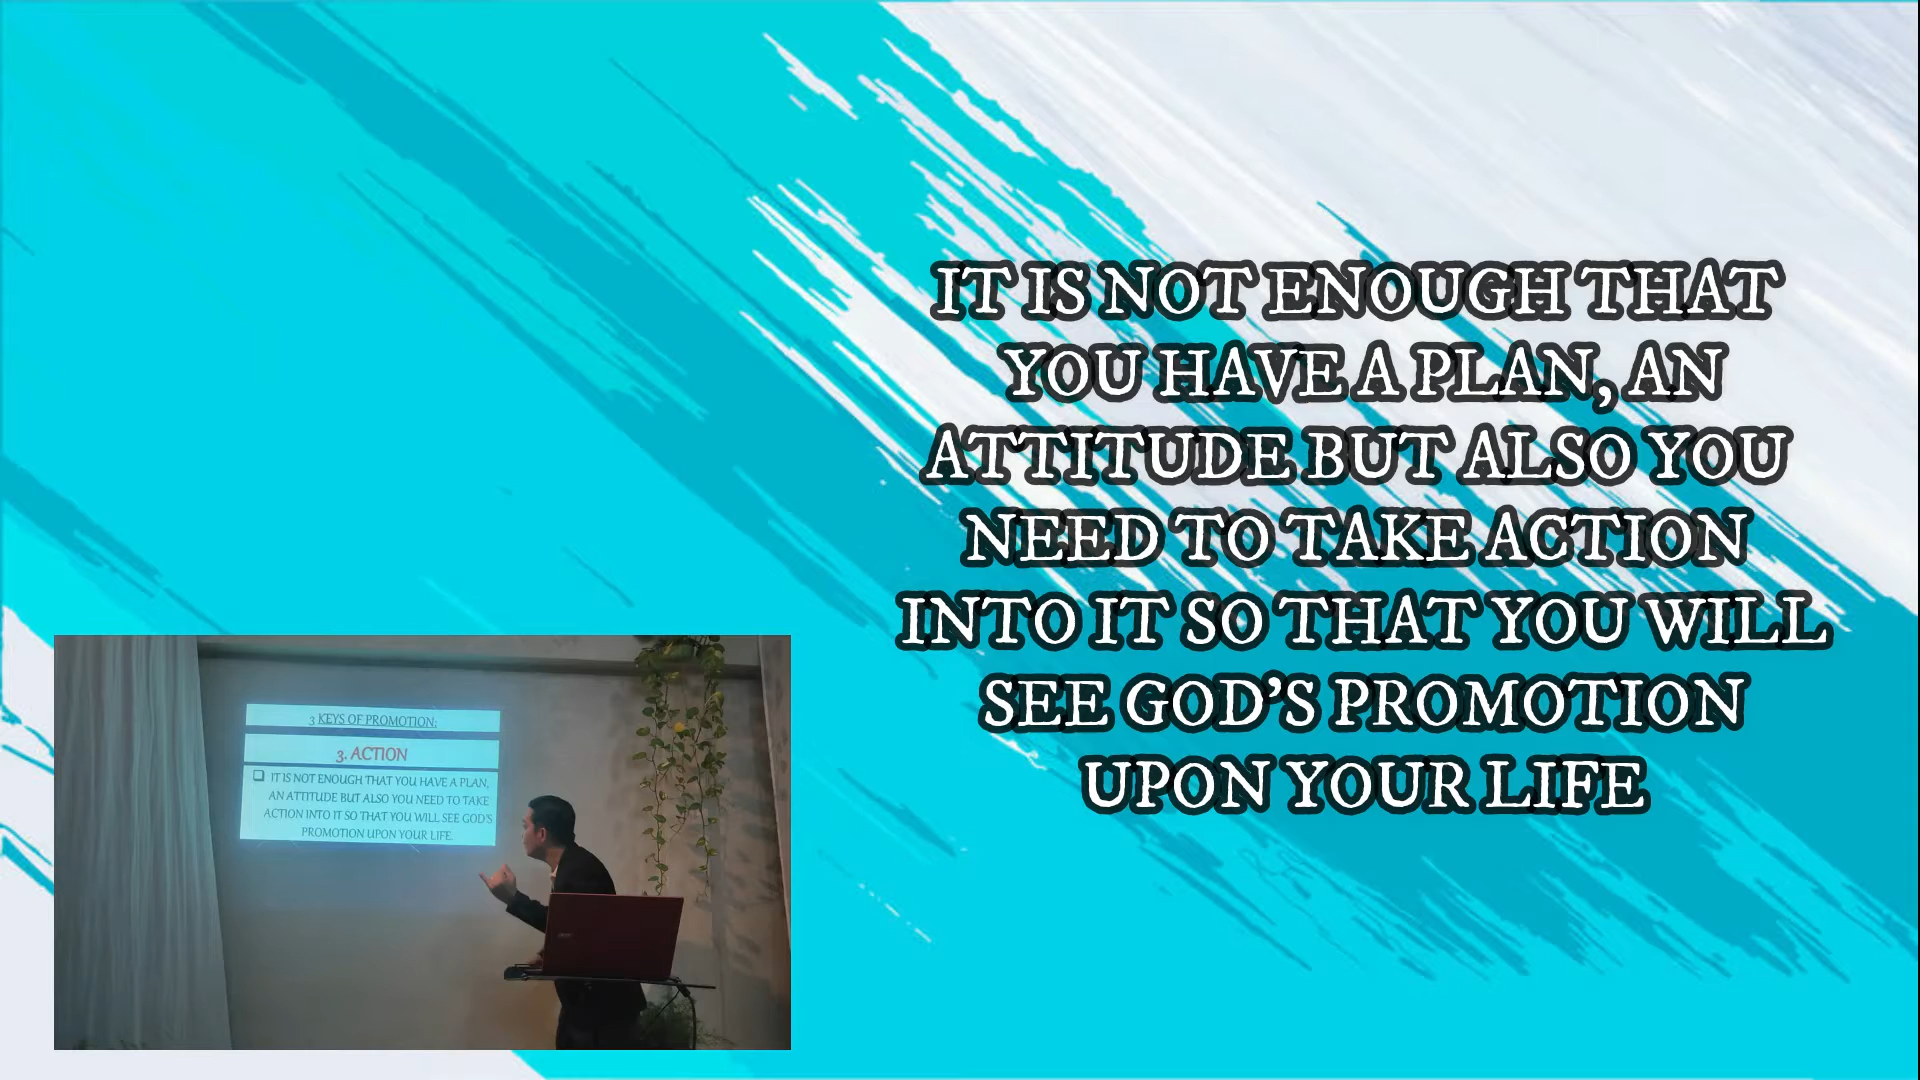 IT IS NOT ENOUGH THAT
YOU HAVE A PLAN, AN
ATTITUDE BUT ALSO YOU
NEED TO TAKE ACTION
INTO IT SO THAT YOU WILL
SEE GOD'S PROMOTION
UPON YOUR LIFE
3 KEYS OF PROMOTION:
3. ACTION
IT IS NOT ENOUGH THAT YOU HAVE A PLAN,
AN ATTITUDE BUT ALSO YOU NEED TO TAKE
ACTION INTO IT SO THAT YOU WILL SEE GOD'S
PROMOTION UPON YOUR LIFE.